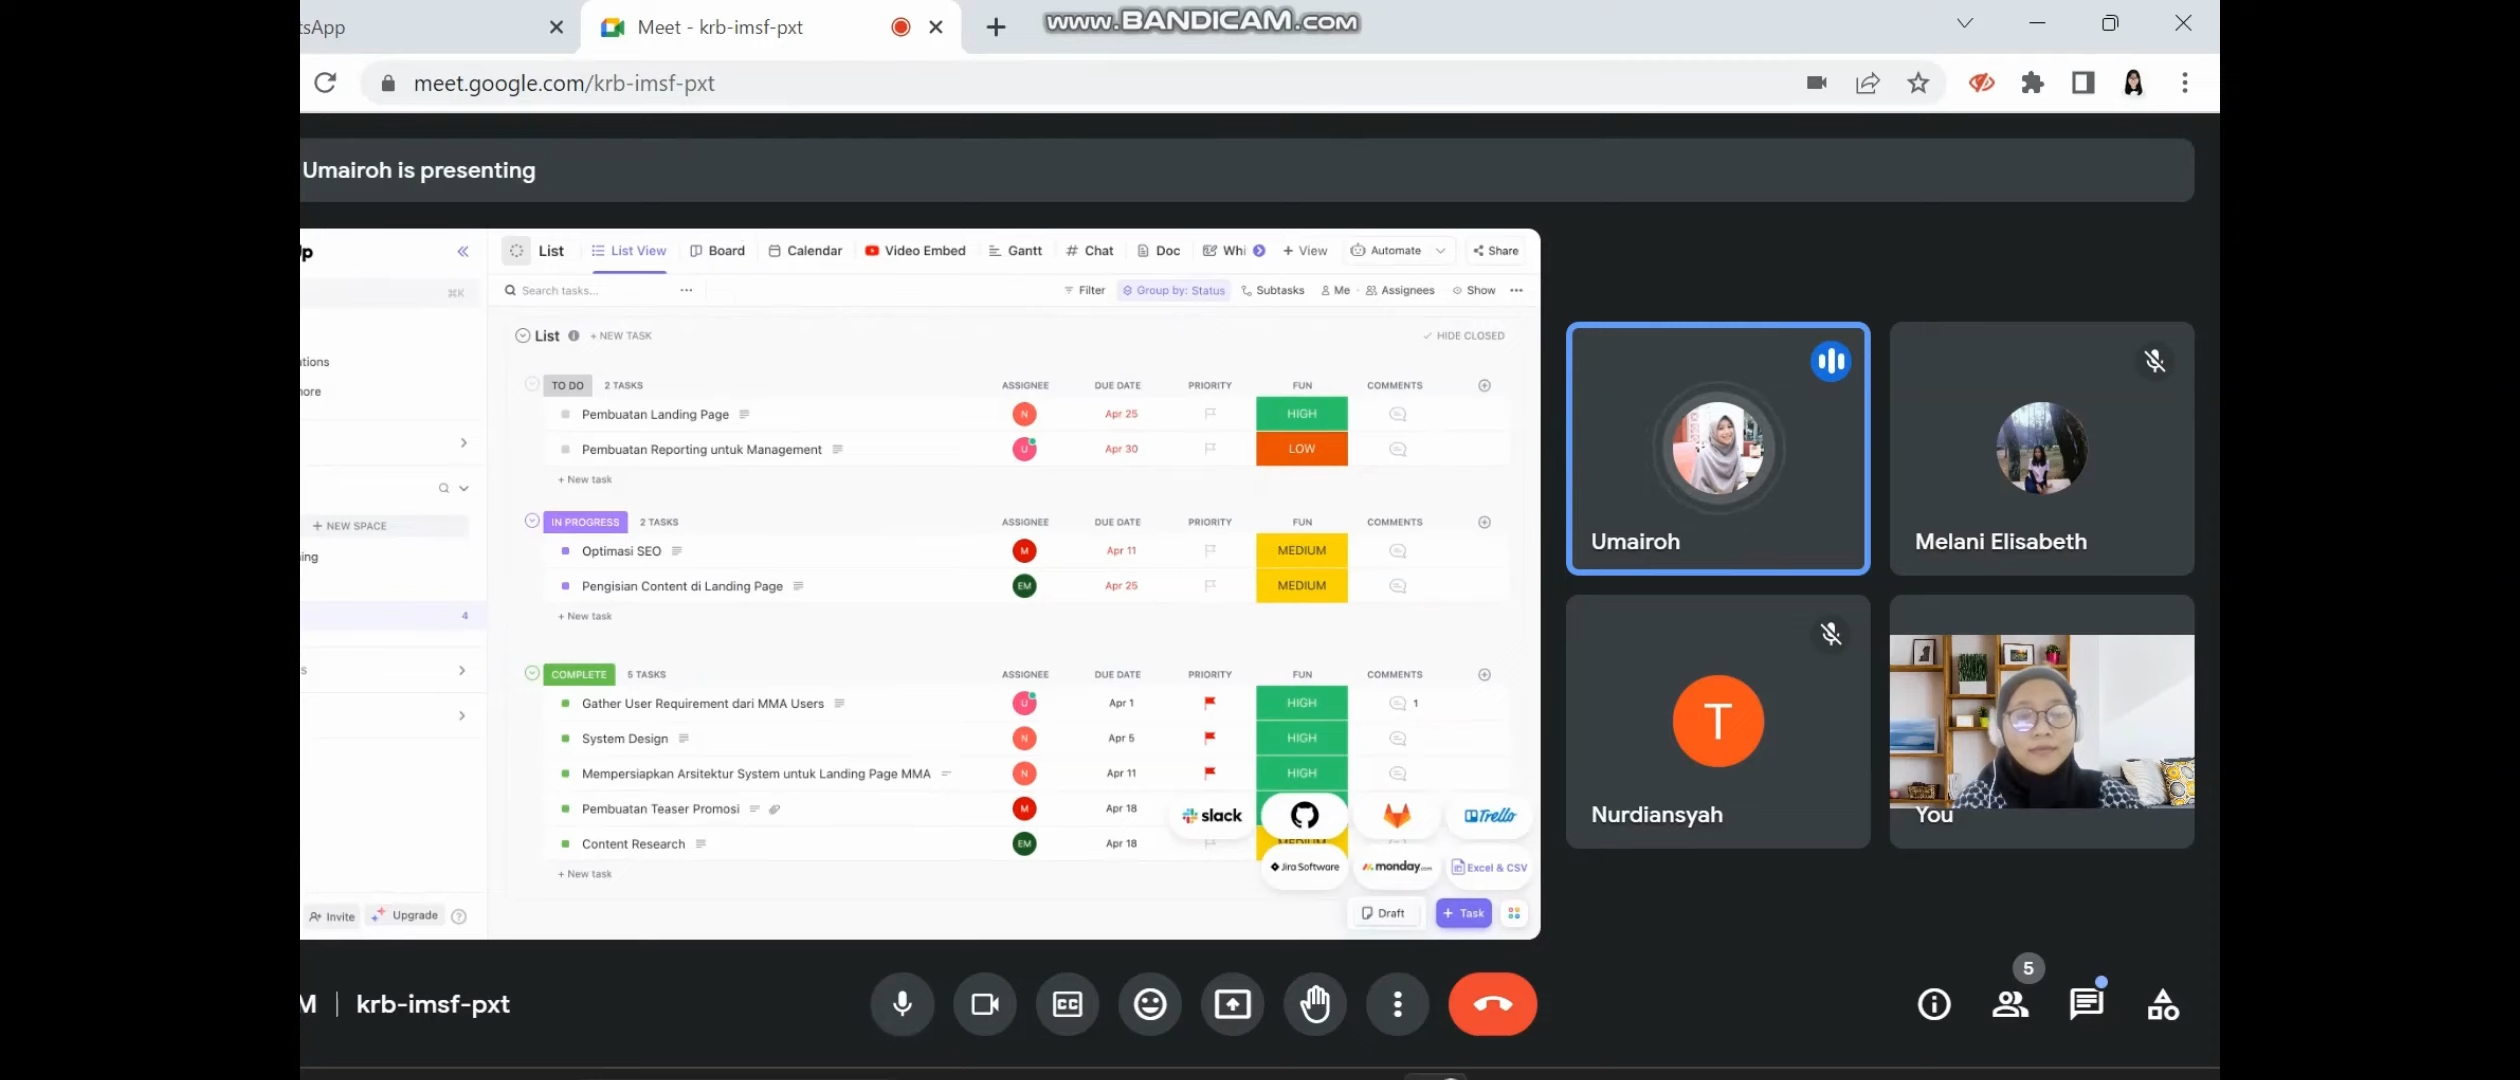 tsApp
Meet - krb-imsf-pxt
www.BANDICAM.com
meet.google.com/krb-imsf-pxt
Umairoh is presenting
List
List View
Board
Calendar
Video Embed
Gantt
Chat
Doc
Whi
+ View
Automate
Share
⌘K
Search tasks...
Filter
Group by: Status
Subtasks
Me
Assignees
Show
List
+ NEW TASK
HIDE CLOSED
tions
nore
TO DO 2 TASKS ASSIGNEE DUE DATE PRIORITY FUN COMMENTS
Pembuatan Landing Page N Apr 25 HIGH
Pembuatan Reporting untuk Management U Apr 30 LOW
+ New task
+ NEW SPACE
ing
IN PROGRESS 2 TASKS ASSIGNEE DUE DATE PRIORITY FUN COMMENTS
Optimasi SEO M Apr 11 MEDIUM
Pengisian Content di Landing Page EM Apr 25 MEDIUM
+ New task
4
s
COMPLETE 5 TASKS ASSIGNEE DUE DATE PRIORITY FUN COMMENTS
Gather User Requirement dari MMA Users U Apr 1 HIGH 1
System Design N Apr 5 HIGH
Mempersiapkan Arsitektur System untuk Landing Page MMA N Apr 11 HIGH
Pembuatan Teaser Promosi M Apr 18
Content Research EM Apr 18 MEDIUM
+ New task
slack
Trello
Jira Software
monday.com
Excel & CSV
Invite
Upgrade
?
Draft
+ Task
Umairoh
Melani Elisabeth
T
Nurdiansyah
You
M | krb-imsf-pxt
CC
5